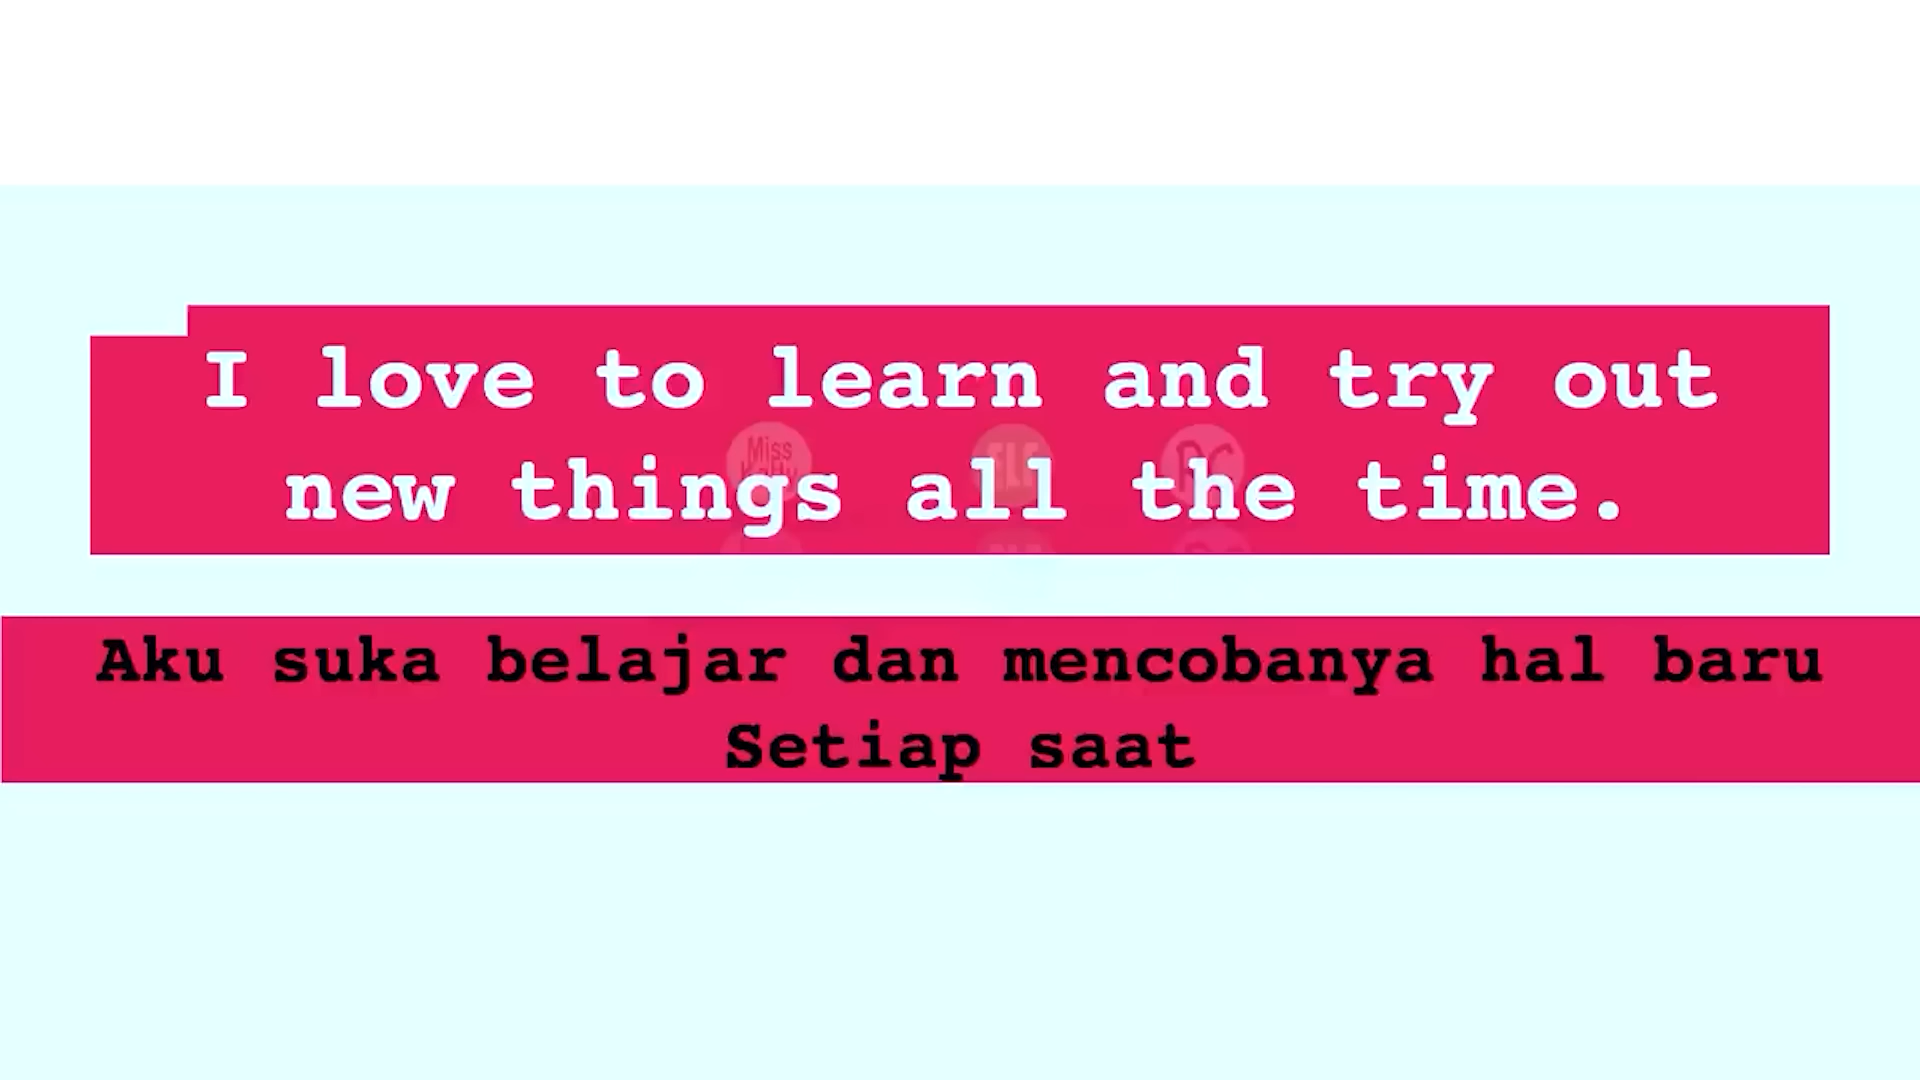 I love to learn and try out
Miss
new things all the time.
Aku suka belajar dan mencobanya hal baru
Setiap saat